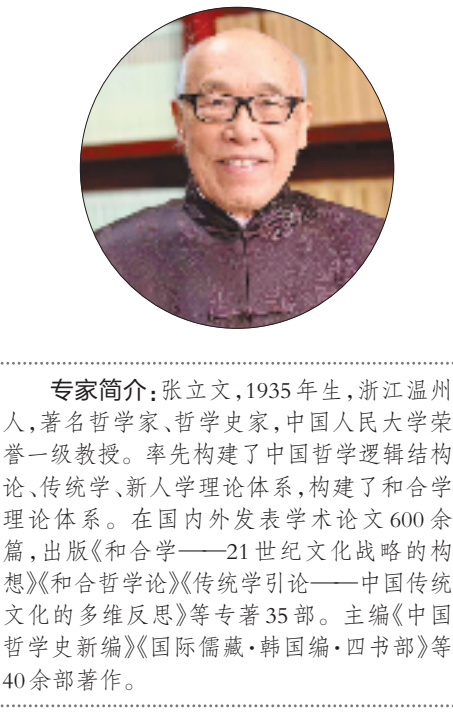 专家简介:张立文,1935年生,浙江温州
人,著名哲学家、哲学史家,中国人民大学荣
誉一级教授。率先构建了中国哲学逻辑结构
论、传统学、新人学理论体系,构建了和合学
理论体系。在国内外发表学术论文600余
篇,出版《和合学——21世纪文化战略的构
想》《和合哲学论》《传统学引论——中国传统
文化的多维反思》等专著35部。主编《中国
哲学史新编》《国际儒藏·韩国编·四书部》等
40余部著作。